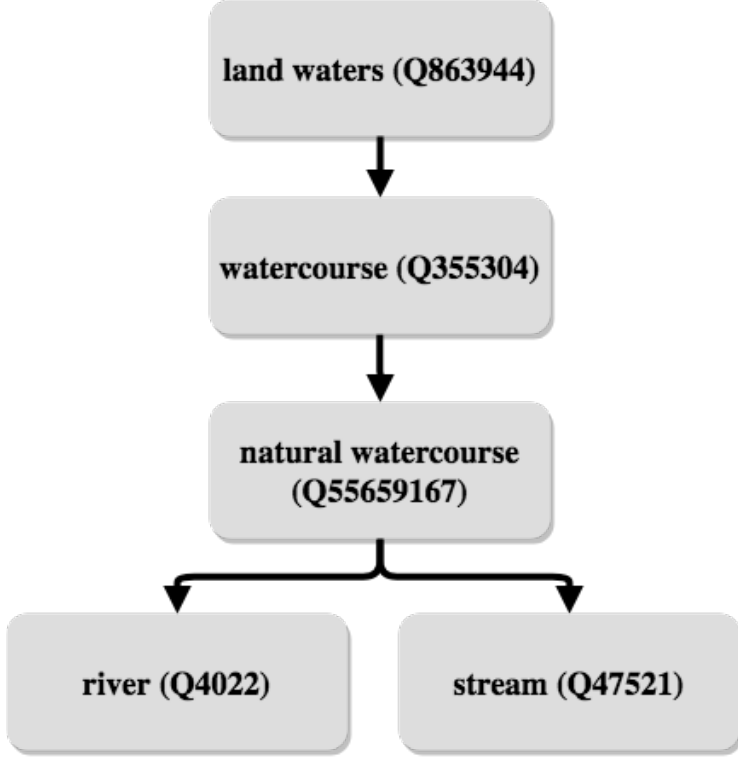 land waters (Q863944)
watercourse (Q355304)
natural watercourse
(Q55659167)
river (Q4022)
stream (Q47521)